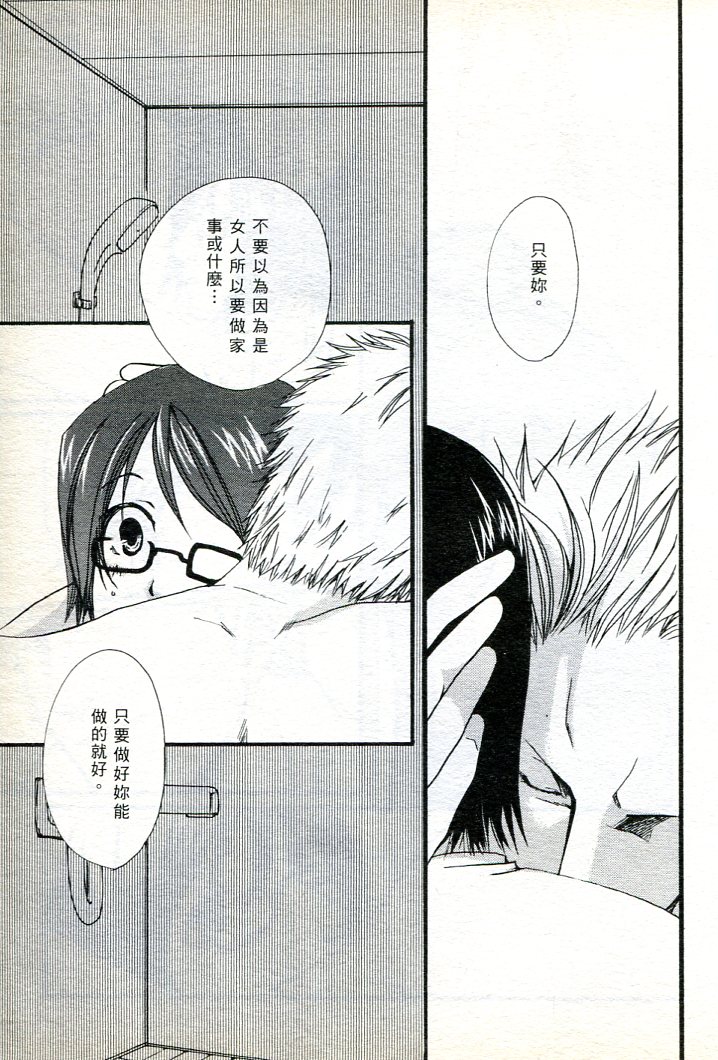 只要妳。
不要以為因為是
女人所以要做家
事或什麼…
只要做好妳能
做的就好。